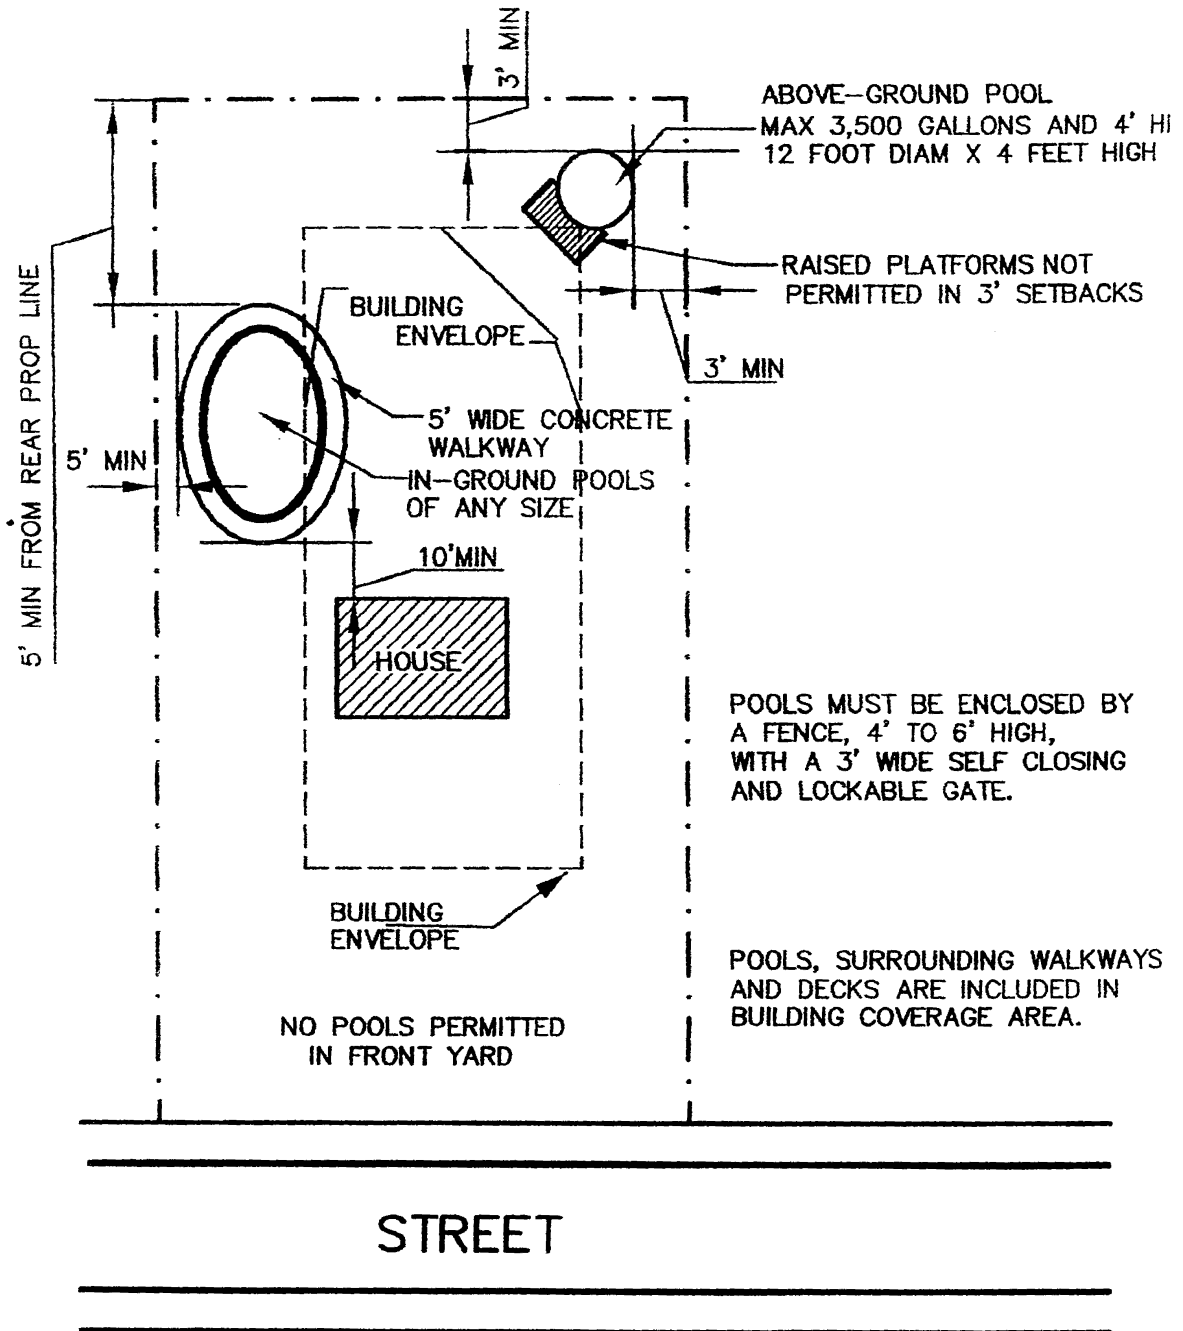 3' MIN
ABOVE-GROUND POOL
MAX 3,500 GALLONS AND 4' HI
12 FOOT DIAM X 4 FEET HIGH
RAISED PLATFORMS NOT
PERMITTED IN 3' SETBACKS
3' MIN
5' MIN FROM REAR PROP LINE
BUILDING
ENVELOPE
5' WIDE CONCRETE
WALKWAY
5' MIN
IN-GROUND POOLS
OF ANY SIZE
10'MIN
HOUSE
POOLS MUST BE ENCLOSED BY
A FENCE, 4' TO 6' HIGH,
WITH A 3' WIDE SELF CLOSING
AND LOCKABLE GATE.
BUILDING
ENVELOPE
POOLS, SURROUNDING WALKWAYS
AND DECKS ARE INCLUDED IN
BUILDING COVERAGE AREA.
NO POOLS PERMITTED
IN FRONT YARD
STREET